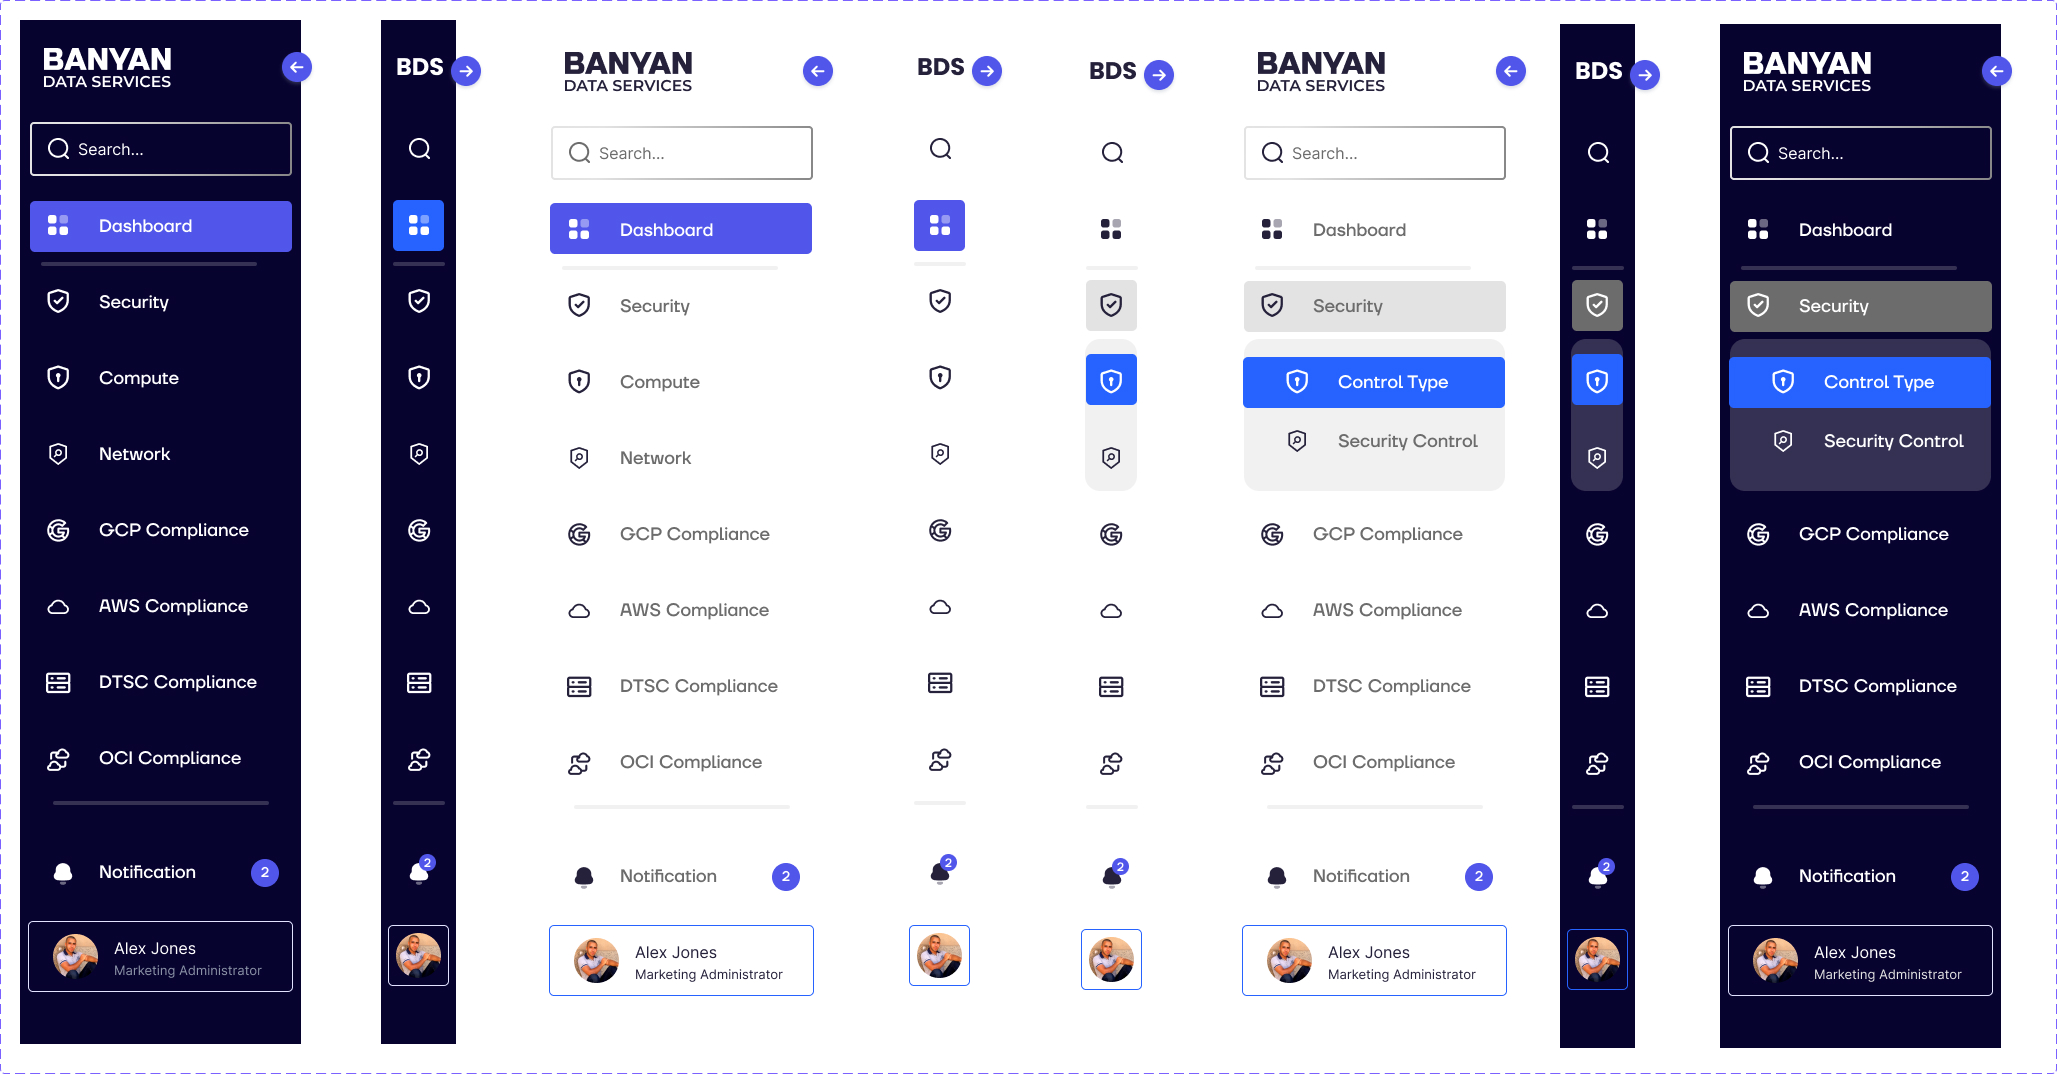 BANYAN
DATA SERVICES
Search...
Dashboard
Security
Compute
Network
GCP Compliance
AWS Compliance
DTSC Compliance
OCI Compliance
Notification 2
Alex Jones
Marketing Administrator
BDS
2
BANYAN
DATA SERVICES
Search...
Dashboard
Security
Compute
Network
GCP Compliance
AWS Compliance
DTSC Compliance
OCI Compliance
Notification 2
Alex Jones
Marketing Administrator
BDS
2
BDS
2
BANYAN
DATA SERVICES
Search...
Dashboard
Security
Control Type
Security Control
GCP Compliance
AWS Compliance
DTSC Compliance
OCI Compliance
Notification 2
Alex Jones
Marketing Administrator
BDS
2
BANYAN
DATA SERVICES
Search...
Dashboard
Security
Control Type
Security Control
GCP Compliance
AWS Compliance
DTSC Compliance
OCI Compliance
Notification 2
Alex Jones
Marketing Administrator